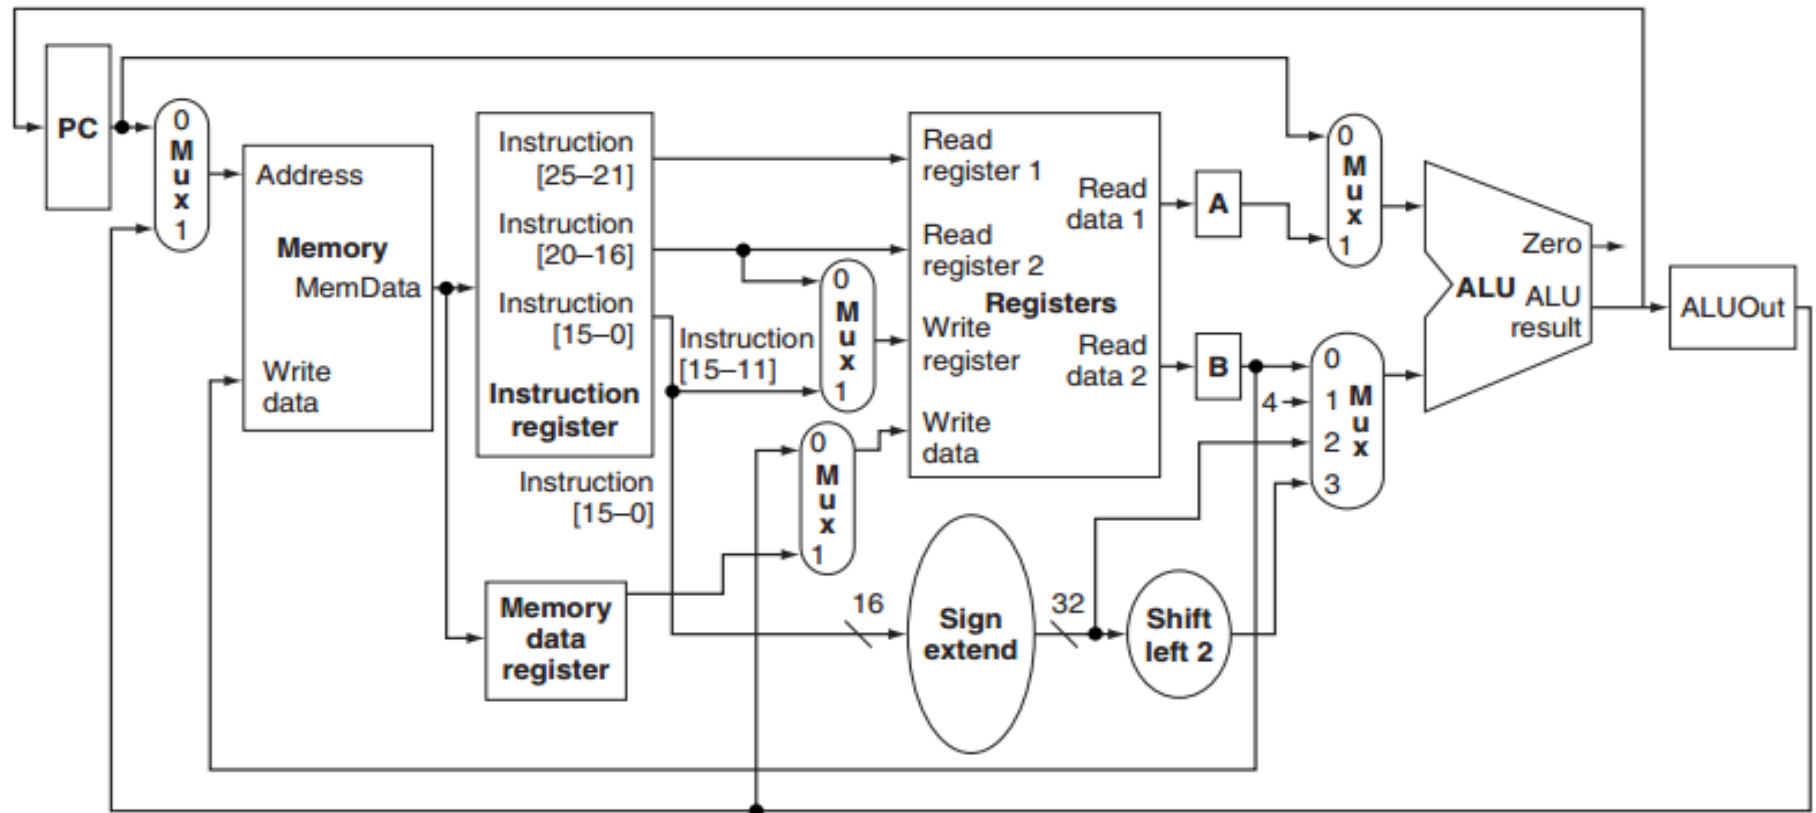 PC
0
M
u
x
1
Address
Memory
MemData
Write
data
Instruction
[25–21]
Instruction
[20–16]
Instruction
[15–0]
Instruction
register
Instruction
[15–0]
Memory
data
register
Instruction
[15–11]
0
M
u
x
1
0
M
u
x
1
Read
register 1
Read
register 2
Registers
Write
register
Write
data
Read
data 1
Read
data 2
16
Sign
extend
32
Shift
left 2
A
B
4
0
M
u
x
1
0
1 M
u
2 x
3
Zero
ALU
ALU
result
ALUOut